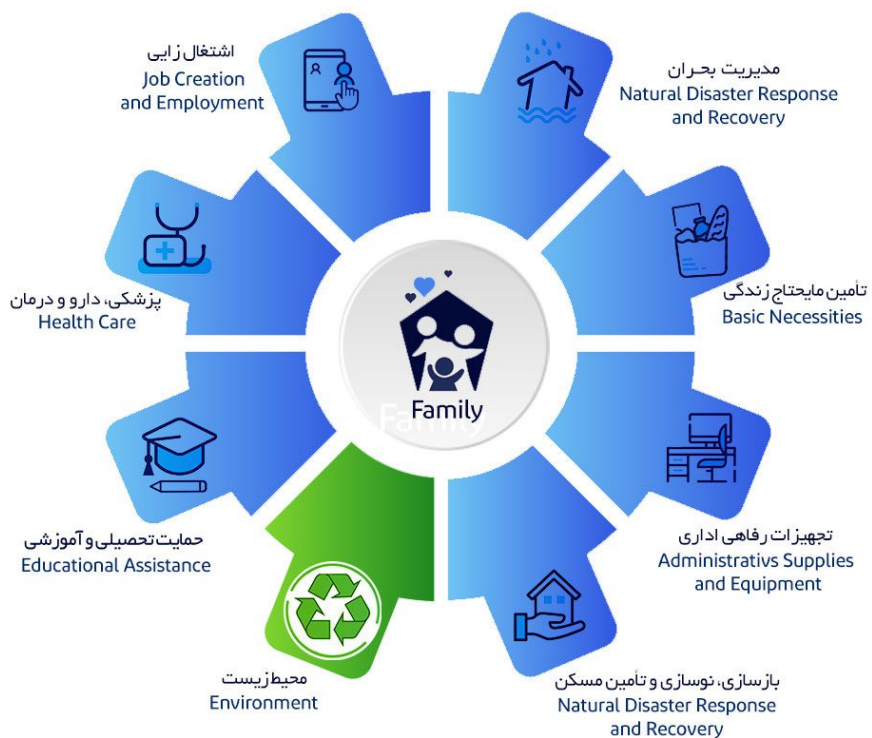 اشتغال زایی
Job Creation
and Employment
مدیریت بحران
Natural Disaster Response
and Recovery
پزشکی، دارو و درمان
Health Care
تأمین مایحتاج زندگی
Basic Necessities
Family
Family
حمایت تحصیلی و آموزشی
Educational Assistance
تجهیزات رفاهی اداری
Administrativs Supplies
and Equipment
محیط زیست
Environment
بازسازی، نوسازی و تأمین مسکن
Natural Disaster Response
and Recovery